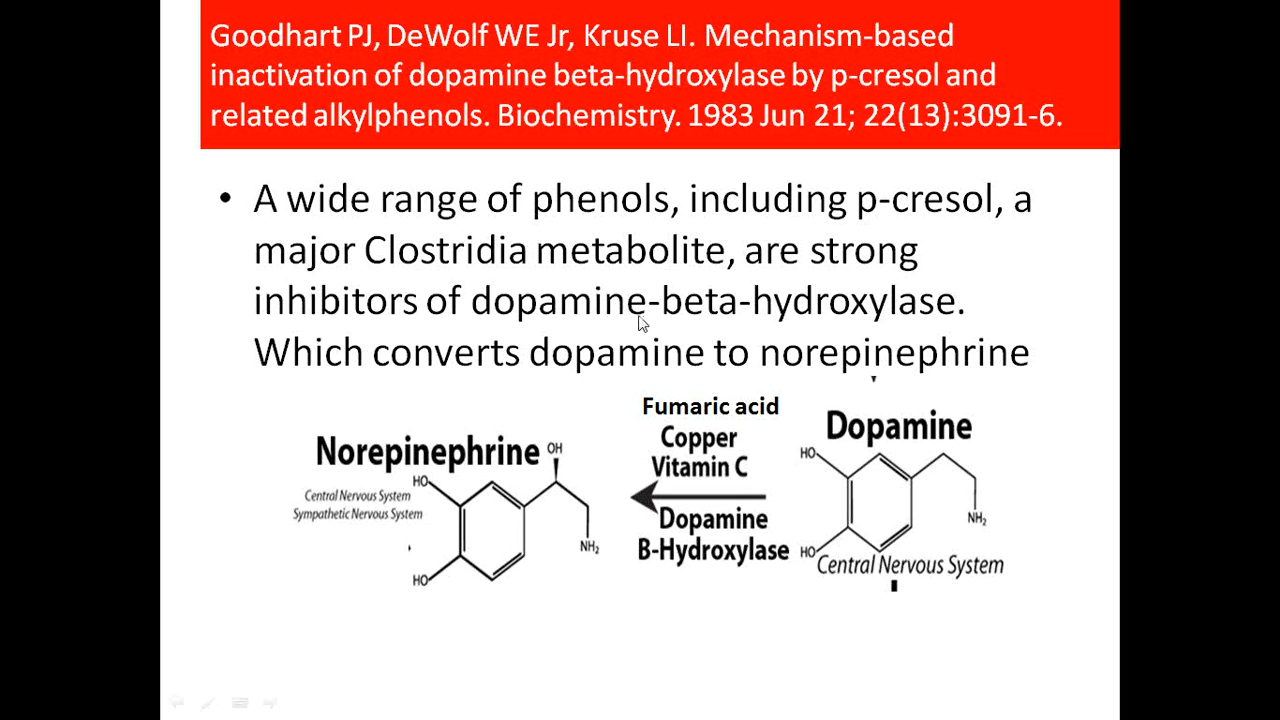 Goodhart PJ, DeWolf WE Jr, Kruse LI. Mechanism-based
inactivation of dopamine beta-hydroxylase by p-cresol and
related alkylphenols. Biochemistry. 1983 Jun 21; 22(13):3091-6.
• A wide range of phenols, including p-cresol, a
major Clostridia metabolite, are strong
inhibitors of dopamine-beta-hydroxylase.
Which converts dopamine to norepinephrine
Norepinephrine
OH
HO
Central Nervous System
Sympathetic Nervous System
NH₂
HO
Fumaric acid
Copper
Vitamin C
Dopamine
B-Hydroxylase
Dopamine
HO
NH₂
HO
Central Nervous System